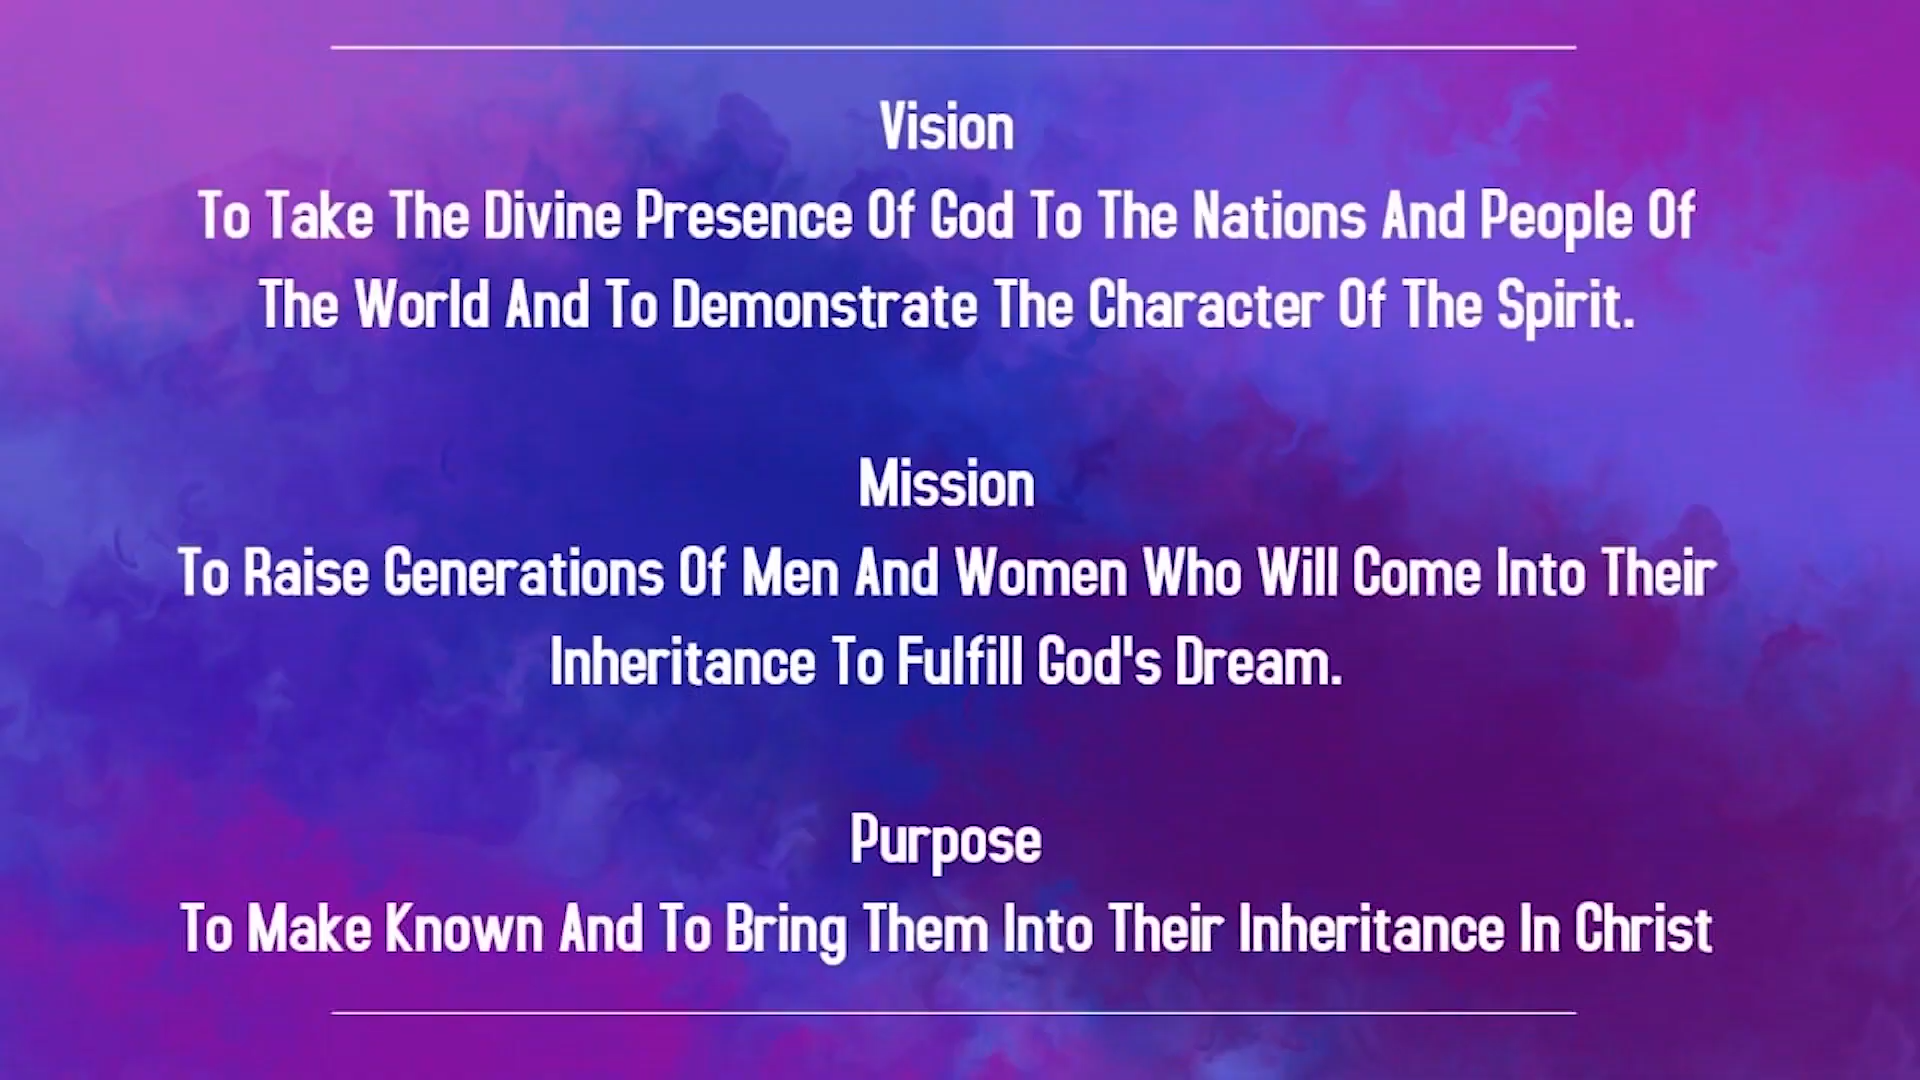 Vision
To Take The Divine Presence Of God To The Nations And People Of
The World And To Demonstrate The Character Of The Spirit.
Mission
To Raise Generations Of Men And Women Who Will Come Into Their
Inheritance To Fulfill God's Dream.
Purpose
To Make Known And To Bring Them Into Their Inheritance In Christ